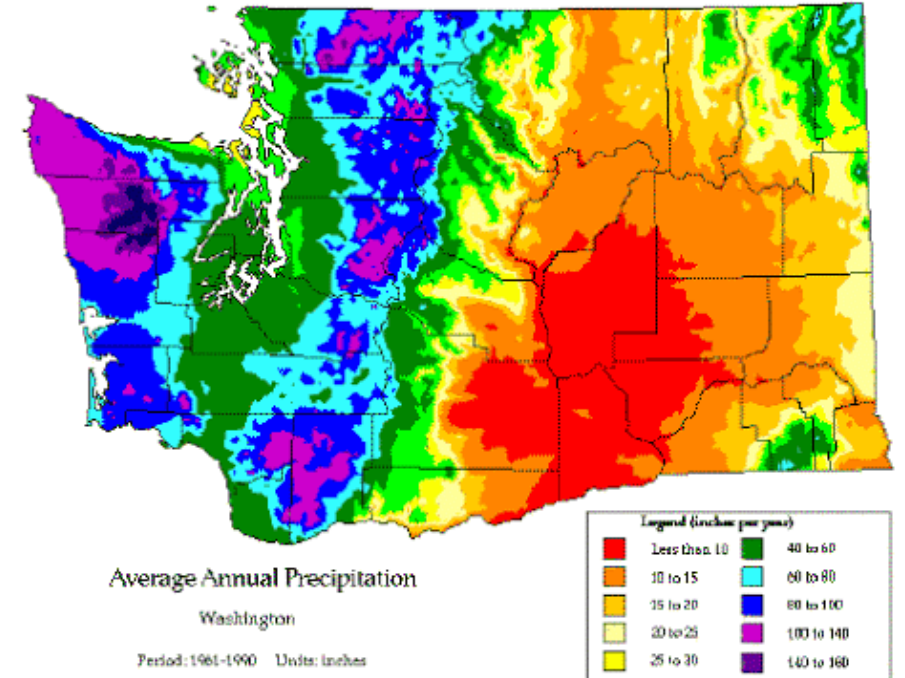 Legend (inches per year)
Less than 10
10 to 15
15 to 20
20 to 25
25 to 30
40 to 60
60 to 80
80 to 100
100 to 140
140 to 180
Average Annual Precipitation
Washington
Period: 1961-1990 Units: inches